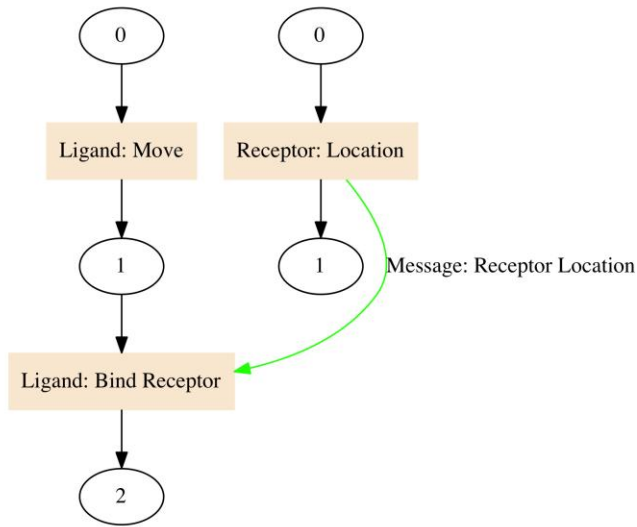 0
0
Ligand: Move
Receptor: Location
1
1
Message: Receptor Location
Ligand: Bind Receptor
2